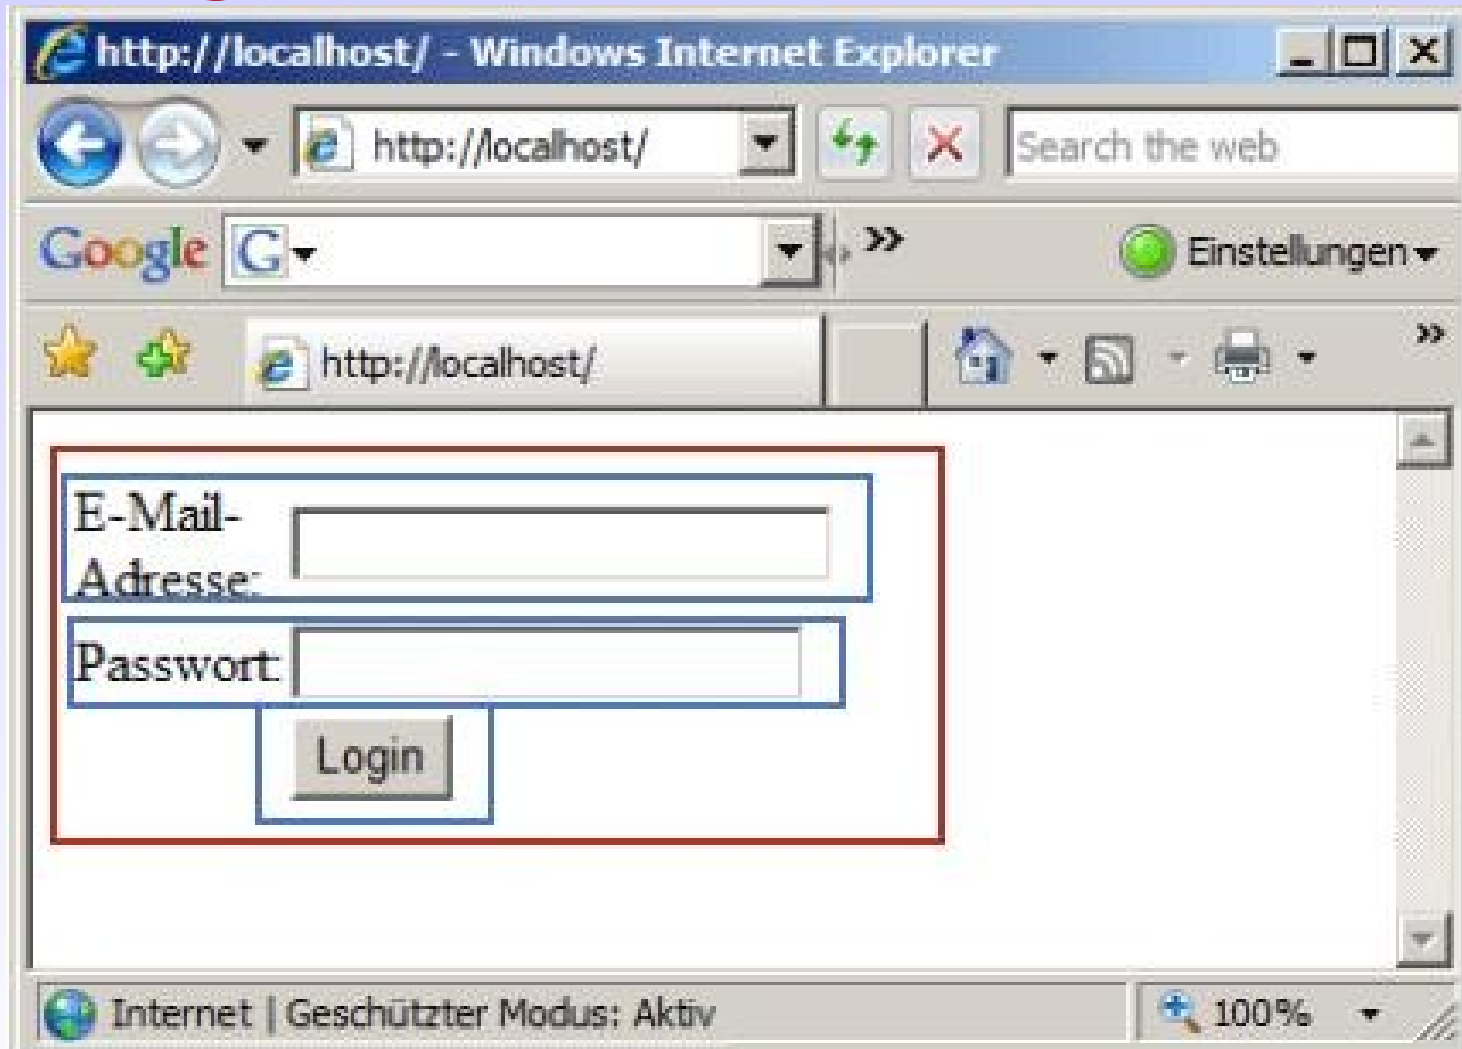 http://localhost/ - Windows Internet Explorer
http://localhost/
Search the web
Google G
Einstellungen
http://localhost/
E-Mail-
Adresse:
Passwort:
Login
Internet | Geschützter Modus: Aktiv
100%